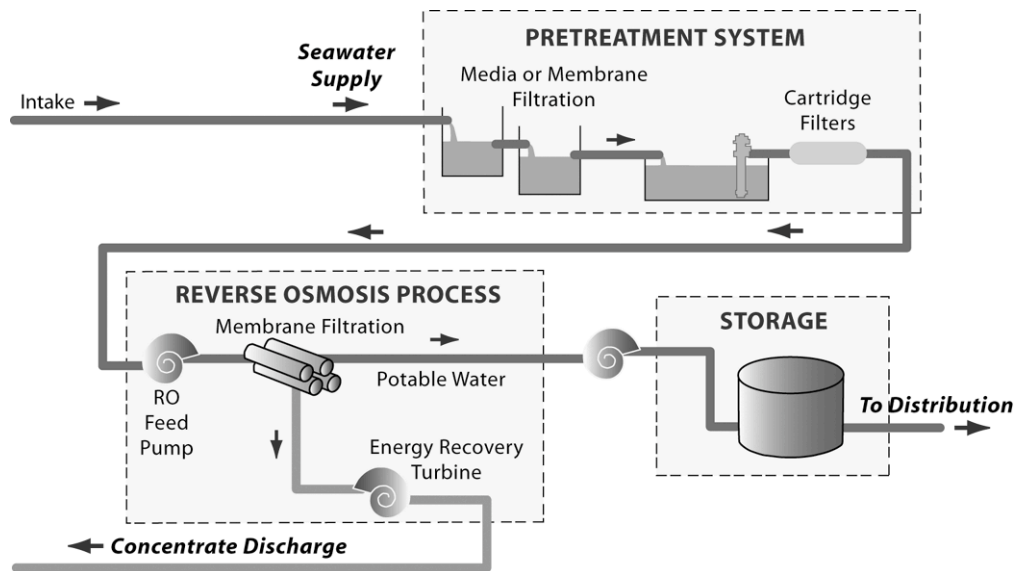 PRETREATMENT SYSTEM
Seawater
Supply
Intake
Media or Membrane
Filtration
Cartridge
Filters
REVERSE OSMOSIS PROCESS
Membrane Filtration
Potable Water
RO
Feed
Pump
Energy Recovery
Turbine
STORAGE
To Distribution
Concentrate Discharge